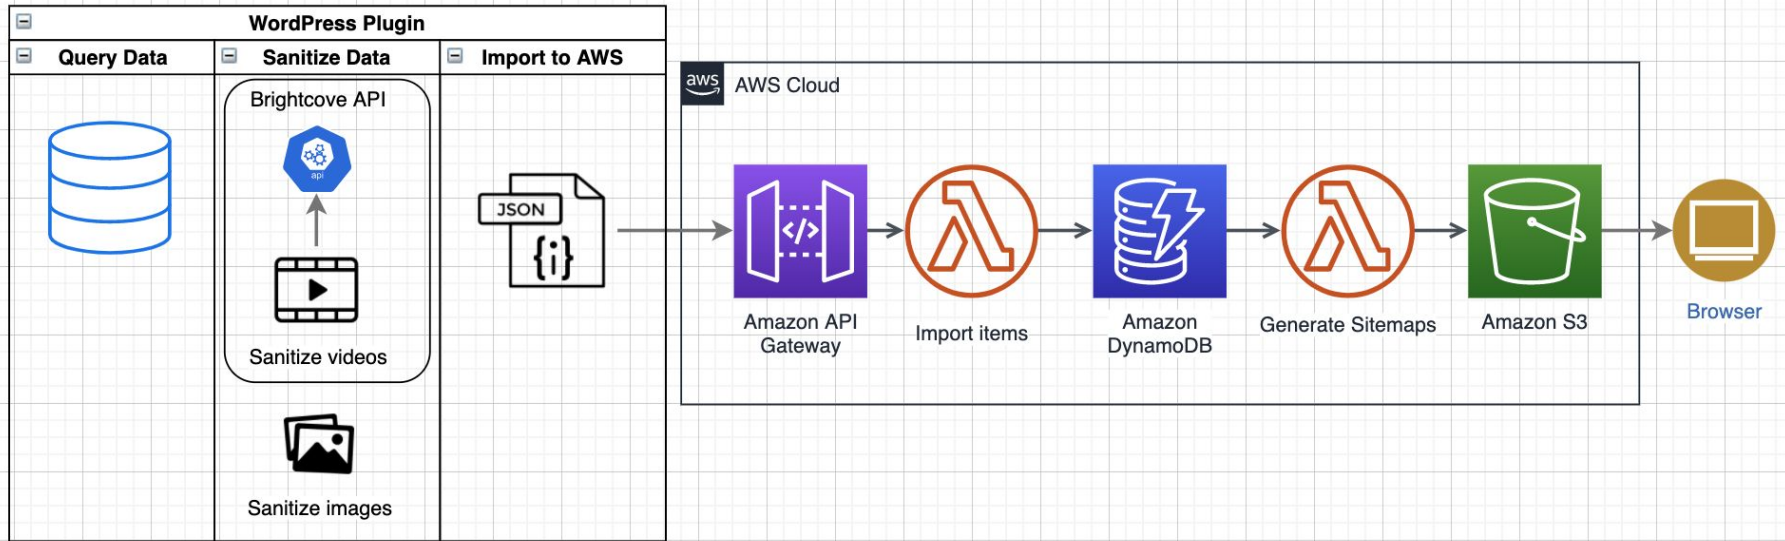 WordPress Plugin
Query Data
Sanitize Data
Import to AWS
Brightcove API
api
Sanitize videos
Sanitize images
JSON
{i}
aws
AWS Cloud
</>
Amazon API
Gateway
Import items
Amazon
DynamoDB
Generate Sitemaps
Amazon S3
Browser